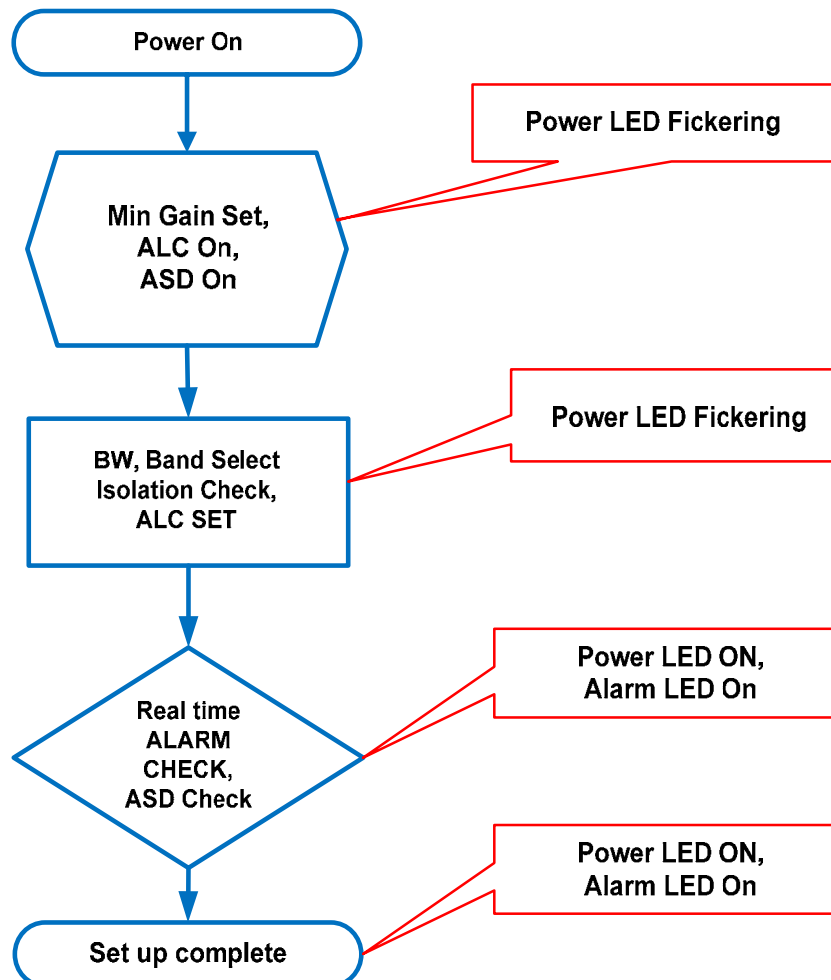 Power On
Power LED Fickering
Min Gain Set,
ALC On,
ASD On
Power LED Fickering
BW, Band Select
Isolation Check,
ALC SET
Power LED ON,
Alarm LED On
Real time
ALARM
CHECK,
ASD Check
Power LED ON,
Alarm LED On
Set up complete